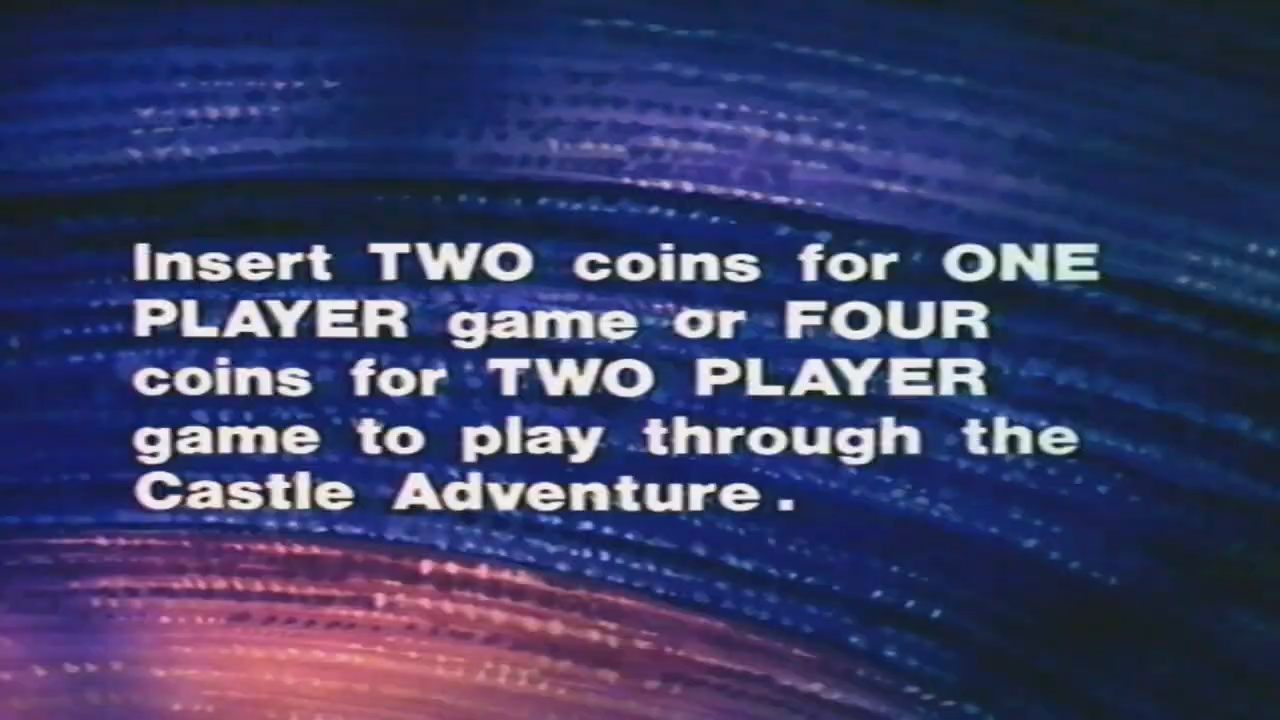 Insert TWO coins for ONE
PLAYER game or FOUR
coins for TWO PLAYER
game to play through the
Castle Adventure.